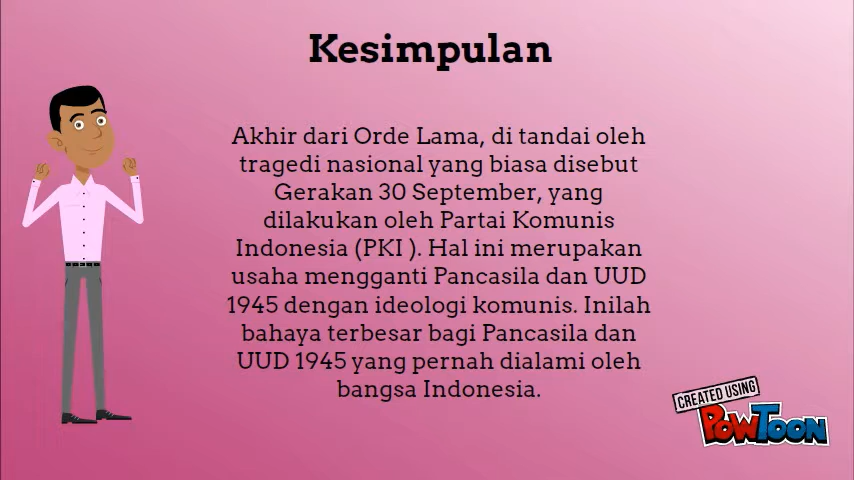 Kesimpulan
Akhir dari Orde Lama, di tandai oleh
tragedi nasional yang biasa disebut
Gerakan 30 September, yang
dilakukan oleh Partai Komunis
Indonesia (PKI ). Hal ini merupakan
usaha mengganti Pancasila dan UUD
1945 dengan ideologi komunis. Inilah
bahaya terbesar bagi Pancasila dan
UUD 1945 yang pernah dialami oleh
bangsa Indonesia.
CREATED USING
POWTOON